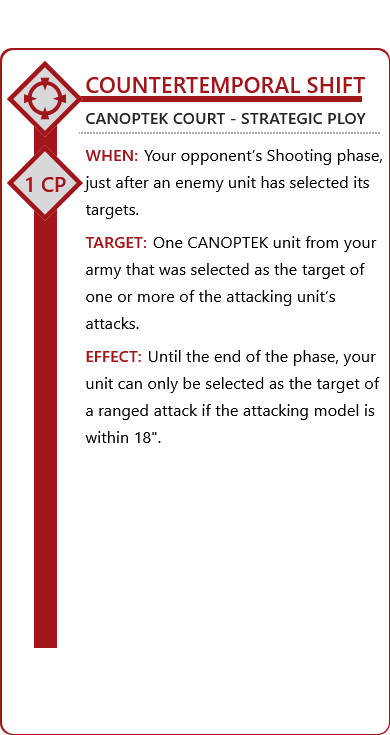 COUNTERTEMPORAL SHIFT
CANOPTEK COURT - STRATEGIC PLOY
1 CP
WHEN: Your opponent’s Shooting phase,
just after an enemy unit has selected its
targets.
TARGET: One CANOPTEK unit from your
army that was selected as the target of
one or more of the attacking unit’s
attacks.
EFFECT: Until the end of the phase, your
unit can only be selected as the target of
a ranged attack if the attacking model is
within 18".